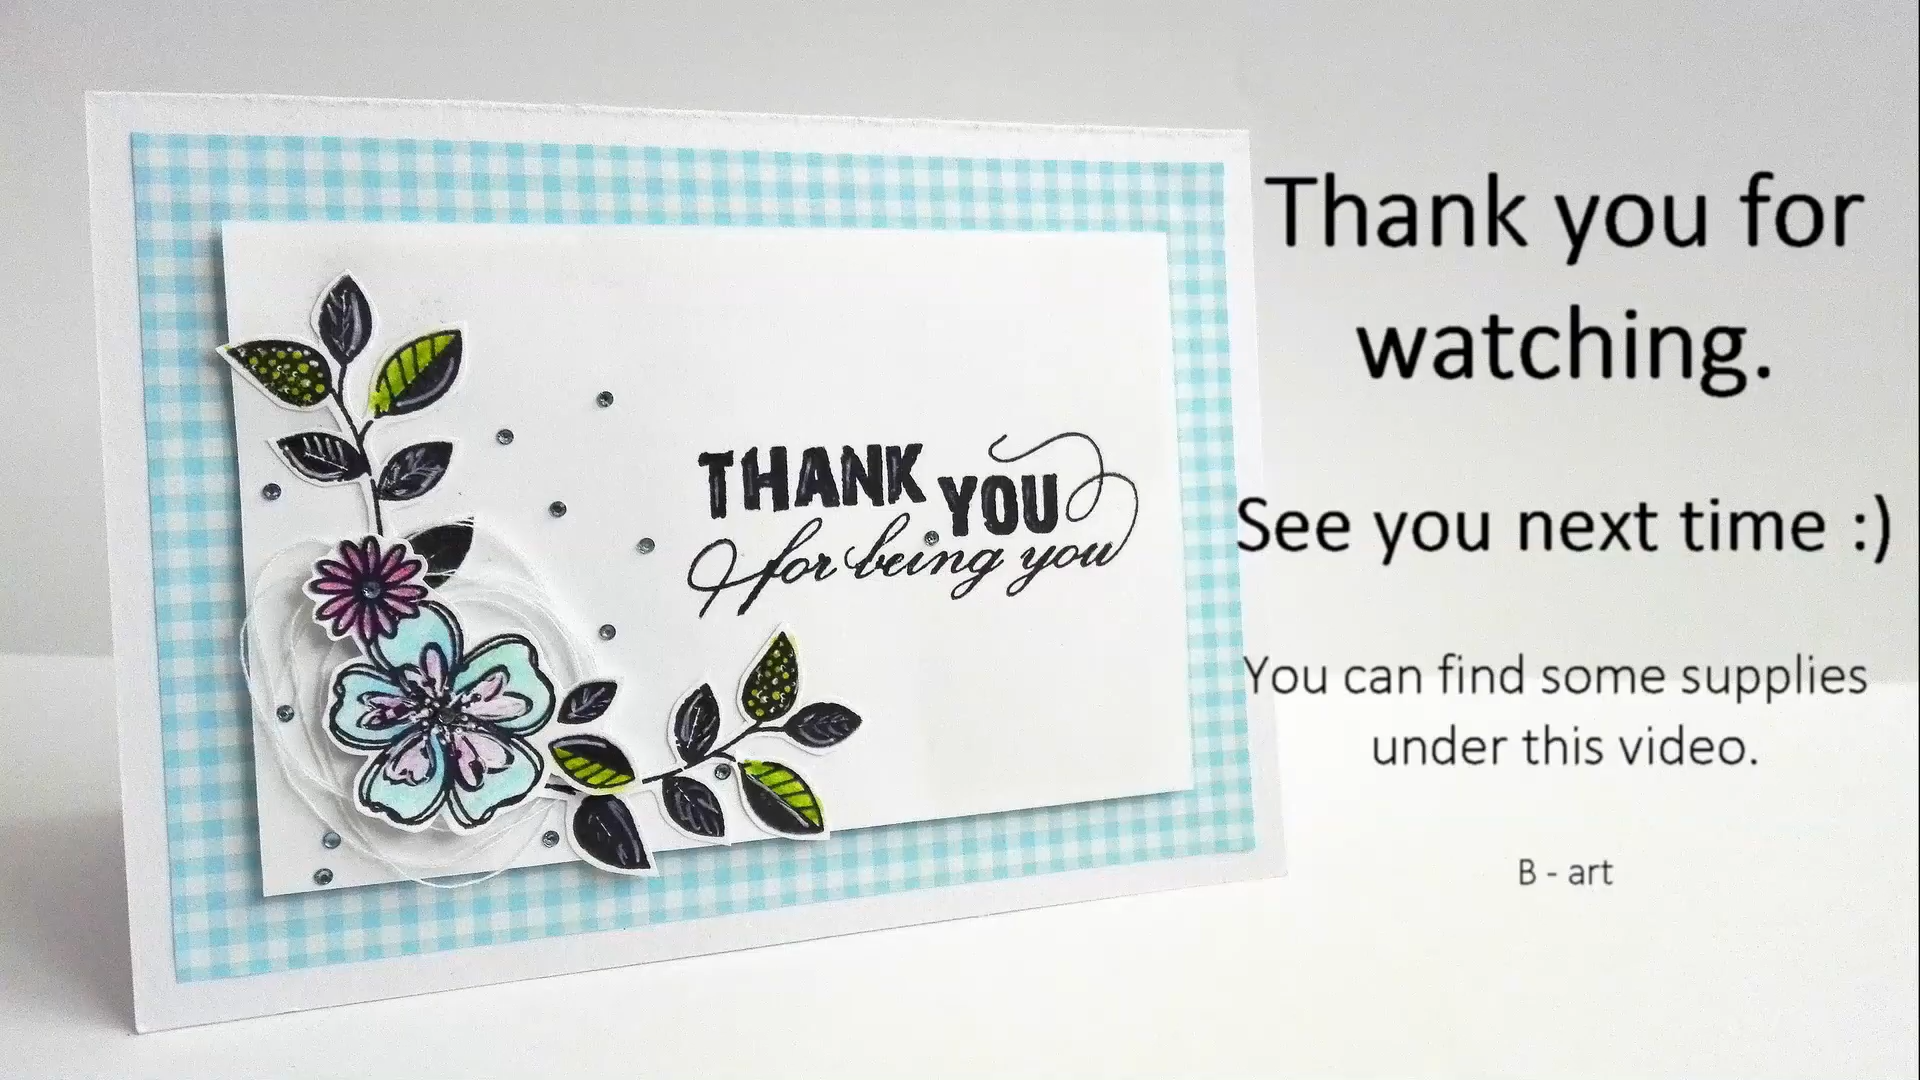 THANK YOU
for being you
Thank you for
watching.
See you next time :)
You can find some supplies
under this video.
B - art